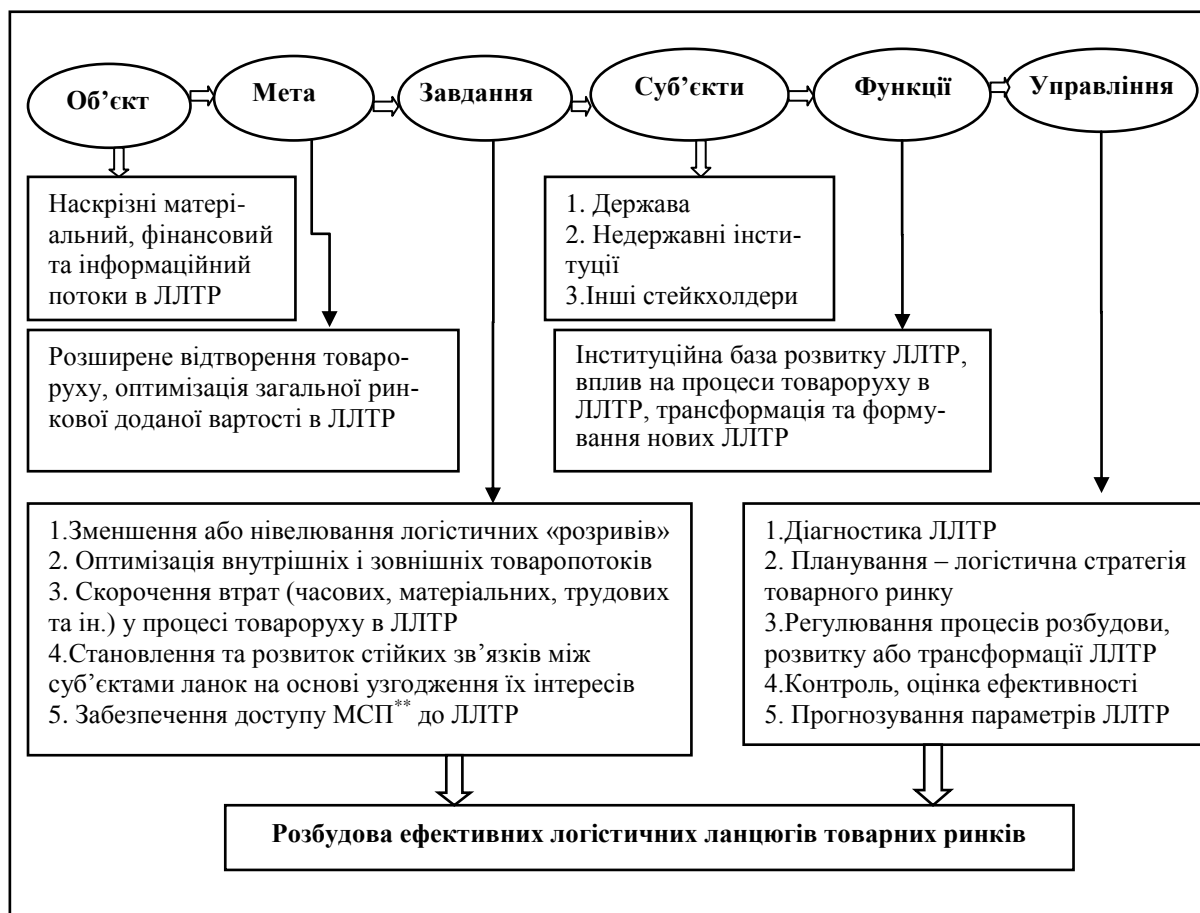 Об’єкт
Мета
Завдання
Суб’єкти
Функції
Управління
Наскрізні матері-
альний, фінансовий
та інформаційний
потоки в ЛЛТР
1. Держава
2. Недержавні інсти-
туції
3.Інші стейкхолдери
Розширене відтворення товаро-
руху, оптимізація загальної рин-
кової доданої вартості в ЛЛТР
Інституційна база розвитку ЛЛТР,
вплив на процеси товароруху в
ЛЛТР, трансформація та форму-
вання нових ЛЛТР
1.Зменшення або нівелювання логістичних «розривів»
2. Оптимізація внутрішніх і зовнішніх товаропотоків
3. Скорочення втрат (часових, матеріальних, трудових
та ін.) у процесі товароруху в ЛЛТР
4.Становлення та розвиток стійких зв’язків між
суб’єктами ланок на основі узгодження їх інтересів
5. Забезпечення доступу МСП** до ЛЛТР
1.Діагностика ЛЛТР
2. Планування – логістична стратегія
товарного ринку
3.Регулювання процесів розбудови,
розвитку або трансформації ЛЛТР
4.Контроль, оцінка ефективності
5. Прогнозування параметрів ЛЛТР
Розбудова ефективних логістичних ланцюгів товарних ринків